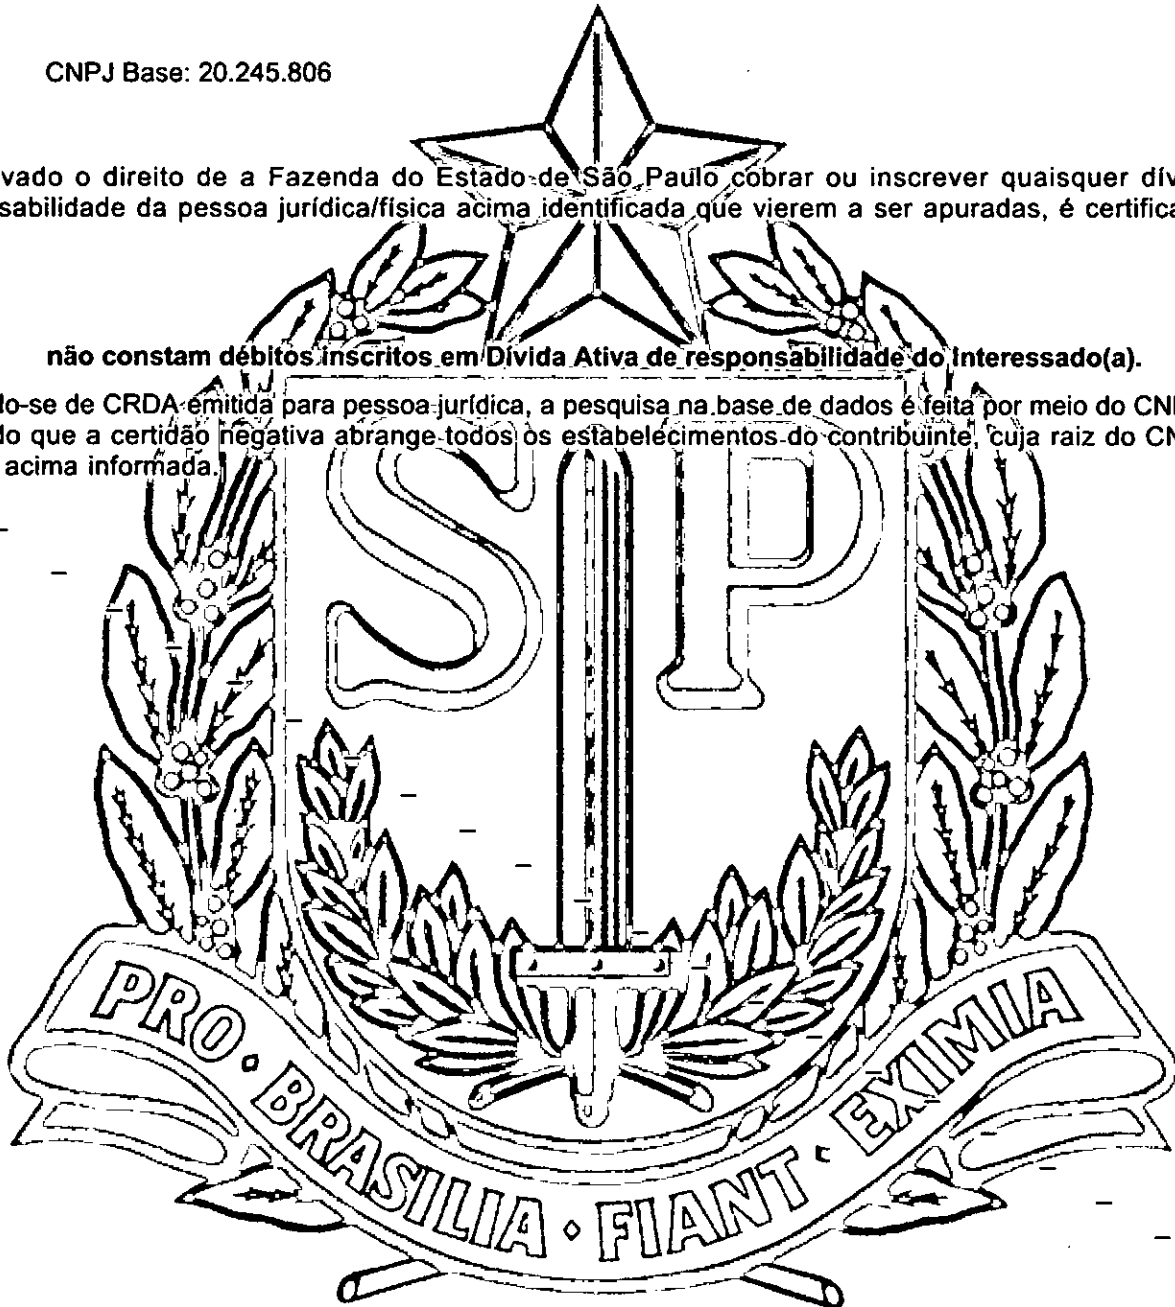 CNPJ Base: 20.245.806
vado o direito de a Fazenda do Estado de São Paulo cobrar ou inscrever quaisquer dív
sabilidade da pessoa jurídica/física acima identificada que vierem a ser apuradas, é certifica
não constam débitos inscritos em Dívida Ativa de responsabilidade do Interessado(a).
do-se de CRDA emitida para pessoa jurídica, a pesquisa na base de dados é feita por meio do CN
do que a certidão negativa abrange todos os estabelecimentos do contribuinte, cuja raiz do CN
acima informada.
SP
PRO • BRASILIA • FIANT • EXIMIA